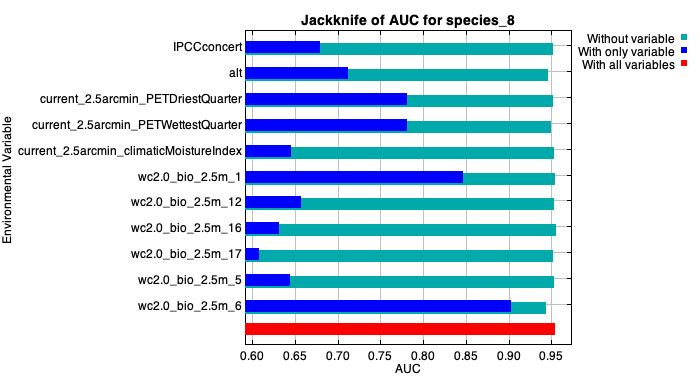 Jackknife of AUC for species_8
Without variable
With only variable
With all variables
Environmental Variable
IPCCconcert
alt
current_2.5arcmin_PETDriestQuarter
current_2.5arcmin_PETWettestQuarter
current_2.5arcmin_climaticMoistureIndex
wc2.0_bio_2.5m_1
wc2.0_bio_2.5m_12
wc2.0_bio_2.5m_16
wc2.0_bio_2.5m_17
wc2.0_bio_2.5m_5
wc2.0_bio_2.5m_6
0.60 0.65 0.70 0.75 0.80 0.85 0.90 0.95
AUC